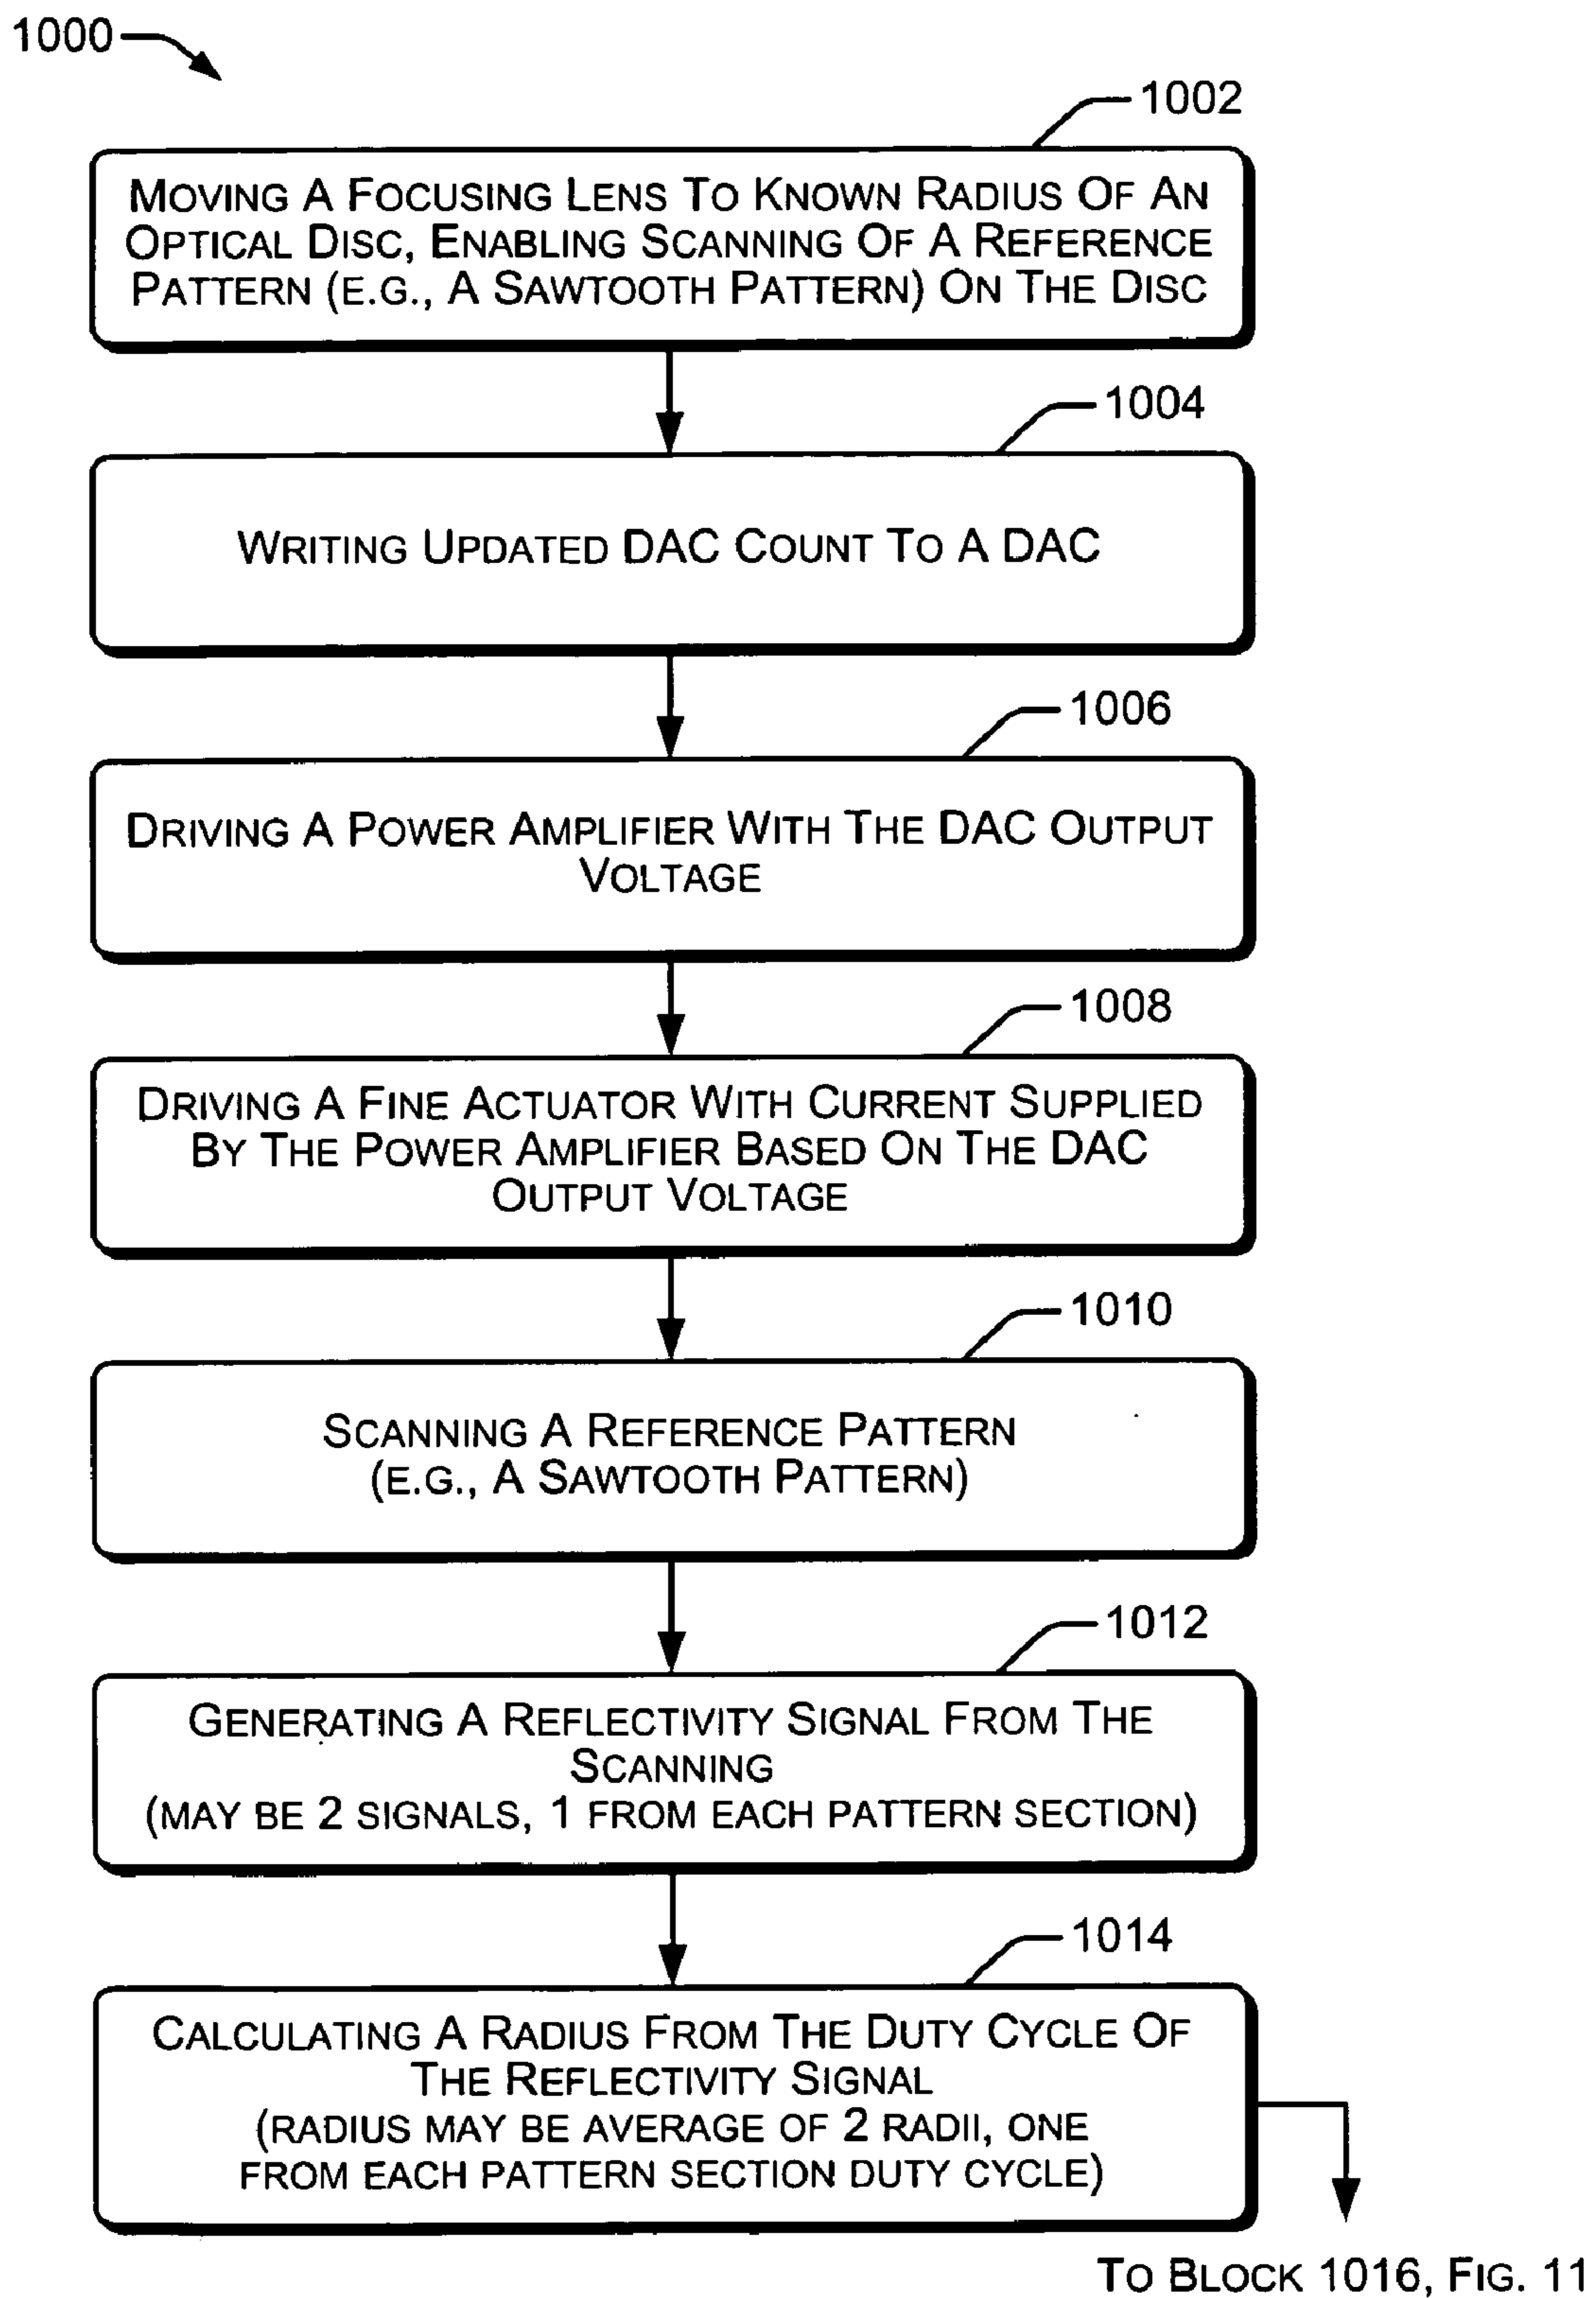 1000
1002
MOVING A FOCUSING LENS TO KNOWN RADIUS OF AN
OPTICAL DISC, ENABLING SCANNING OF A REFERENCE
PATTERN (E.G., A SAWTOOTH PATTERN) ON THE DISC
1004
WRITING UPDATED DAC COUNT TO A DAC
1006
DRIVING A POWER AMPLIFIER WITH THE DAC OUTPUT
VOLTAGE
1008
DRIVING A FINE ACTUATOR WITH CURRENT SUPPLIED
BY THE POWER AMPLIFIER BASED ON THE DAC
OUTPUT VOLTAGE
1010
SCANNING A REFERENCE PATTERN
(E.G., A SAWTOOTH PATTERN)
1012
GENERATING A REFLECTIVITY SIGNAL FROM THE
SCANNING
(MAY BE 2 SIGNALS, 1 FROM EACH PATTERN SECTION)
1014
CALCULATING A RADIUS FROM THE DUTY CYCLE OF
THE REFLECTIVITY SIGNAL
(RADIUS MAY BE AVERAGE OF 2 RADII, ONE
FROM EACH PATTERN SECTION DUTY CYCLE)
TO BLOCK 1016, FIG. 11